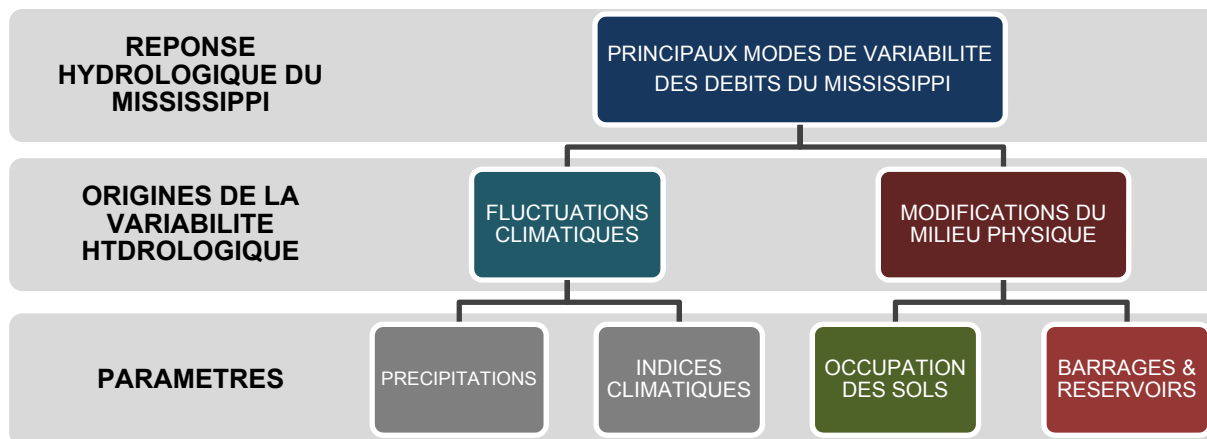 REPONSE
HYDROLOGIQUE DU
MISSISSIPPI
PRINCIPAUX MODES DE VARIABILITE
DES DEBITS DU MISSISSIPPI
ORIGINES DE LA
VARIABILITE
HTDROLOGIQUE
FLUCTUATIONS
CLIMATIQUES
MODIFICATIONS DU
MILIEU PHYSIQUE
PARAMETRES
PRECIPITATIONS
INDICES
CLIMATIQUES
OCCUPATION
DES SOLS
BARRAGES &
RESERVOIRS